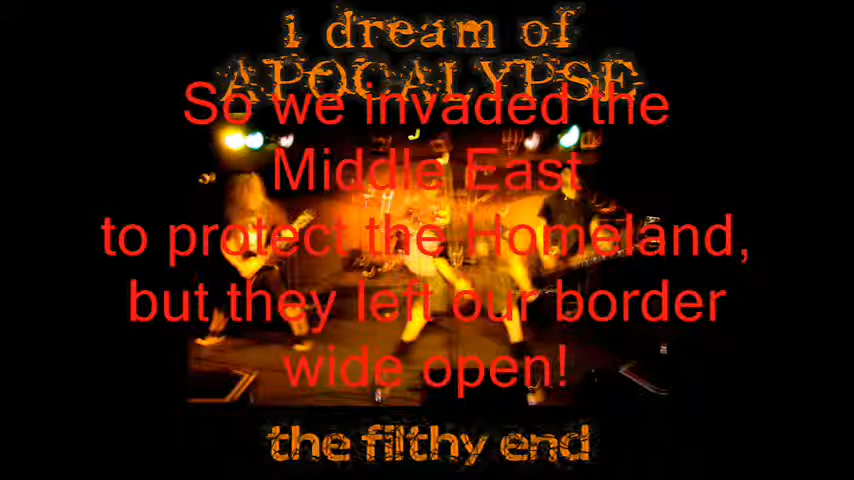 i dream of
APOCALYPSE
So we invaded the
Middle East
to protect the Homeland,
but they left our border
wide open!
the filthy end